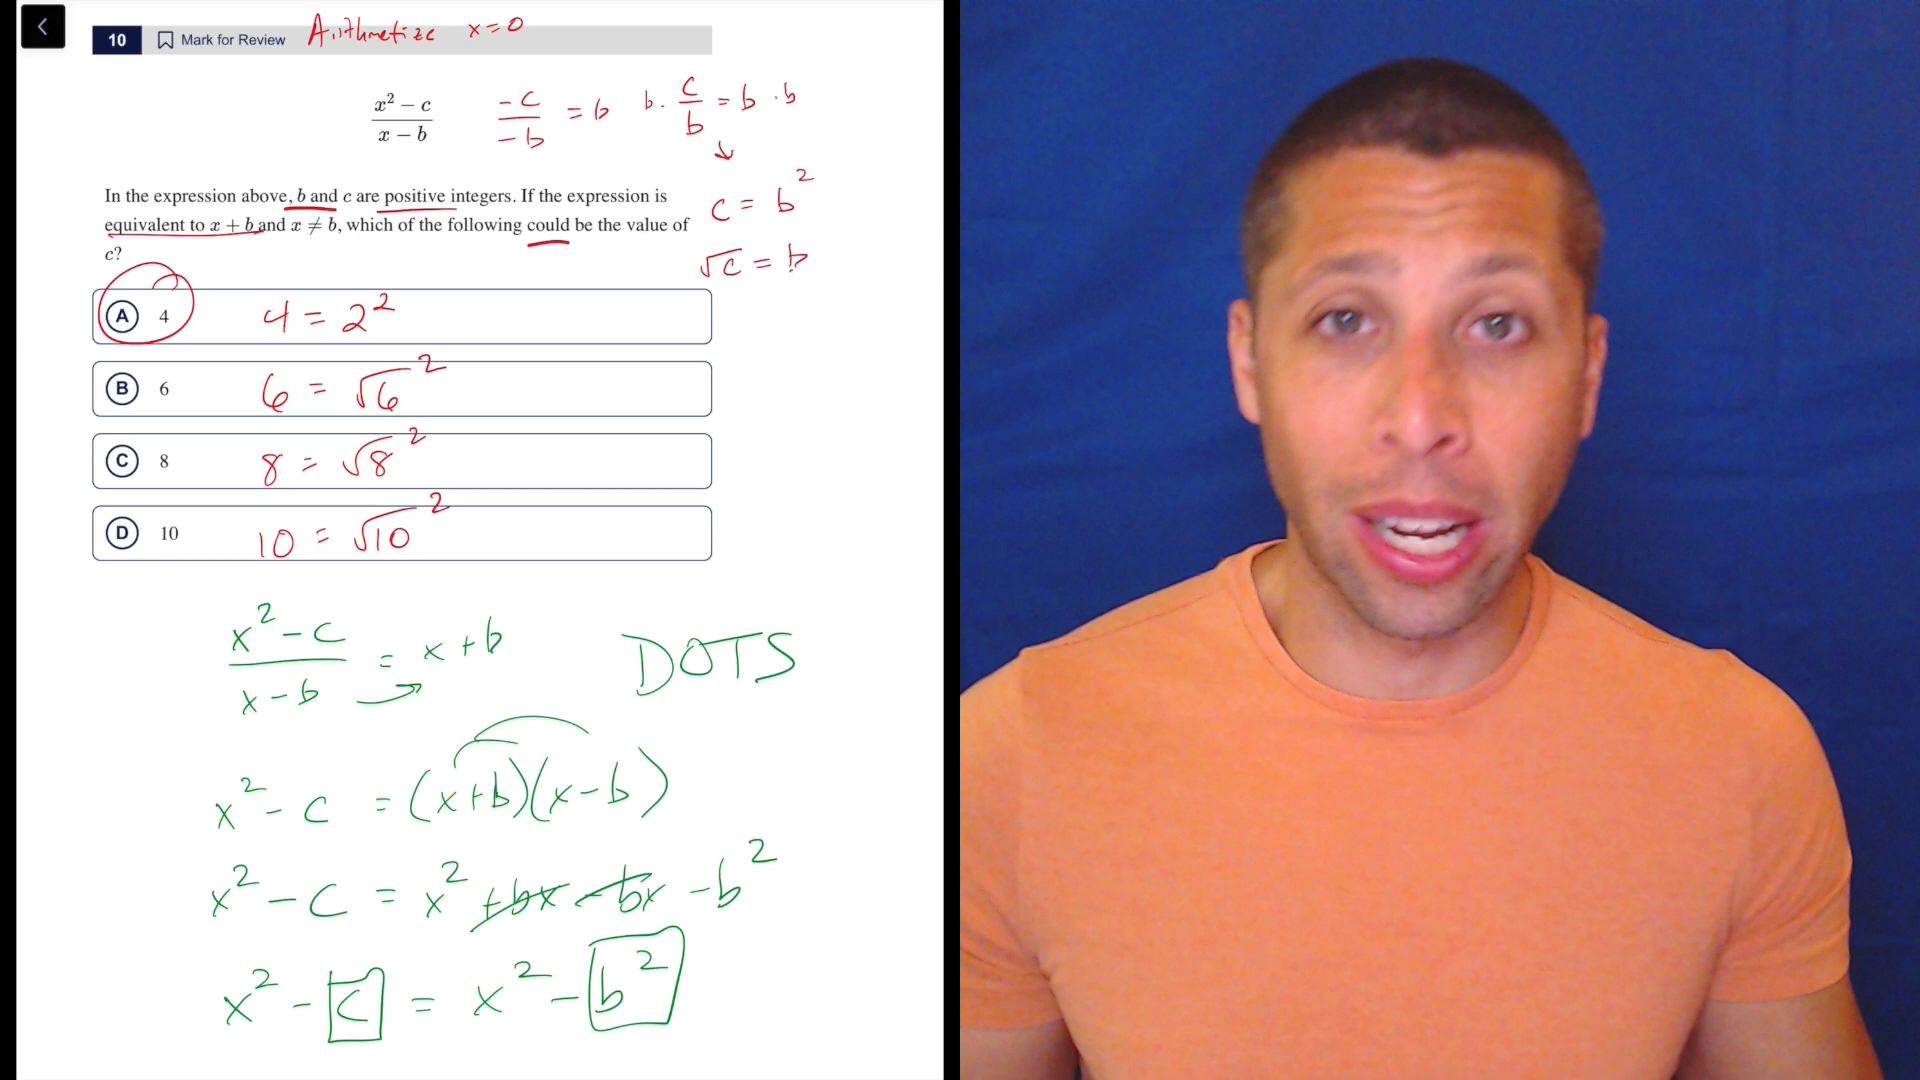 10 Mark for Review Arithmetize x=0
x² − c / x − b   -c / -b = b   b · c / b = b · b
In the expression above, b and c are positive integers. If the expression is
equivalent to x + b and x ≠ b, which of the following could be the value of
c?
c = b²
√c = b
A 4   4 = 2²
B 6   6 = √6²
C 8   8 = √8²
D 10   10 = √10²
x² - c / x - b = x + b   DOTS
x² - c = (x+b)(x-b)
x² - c = x² +bx -bx -b²
x² - c = x² - b²